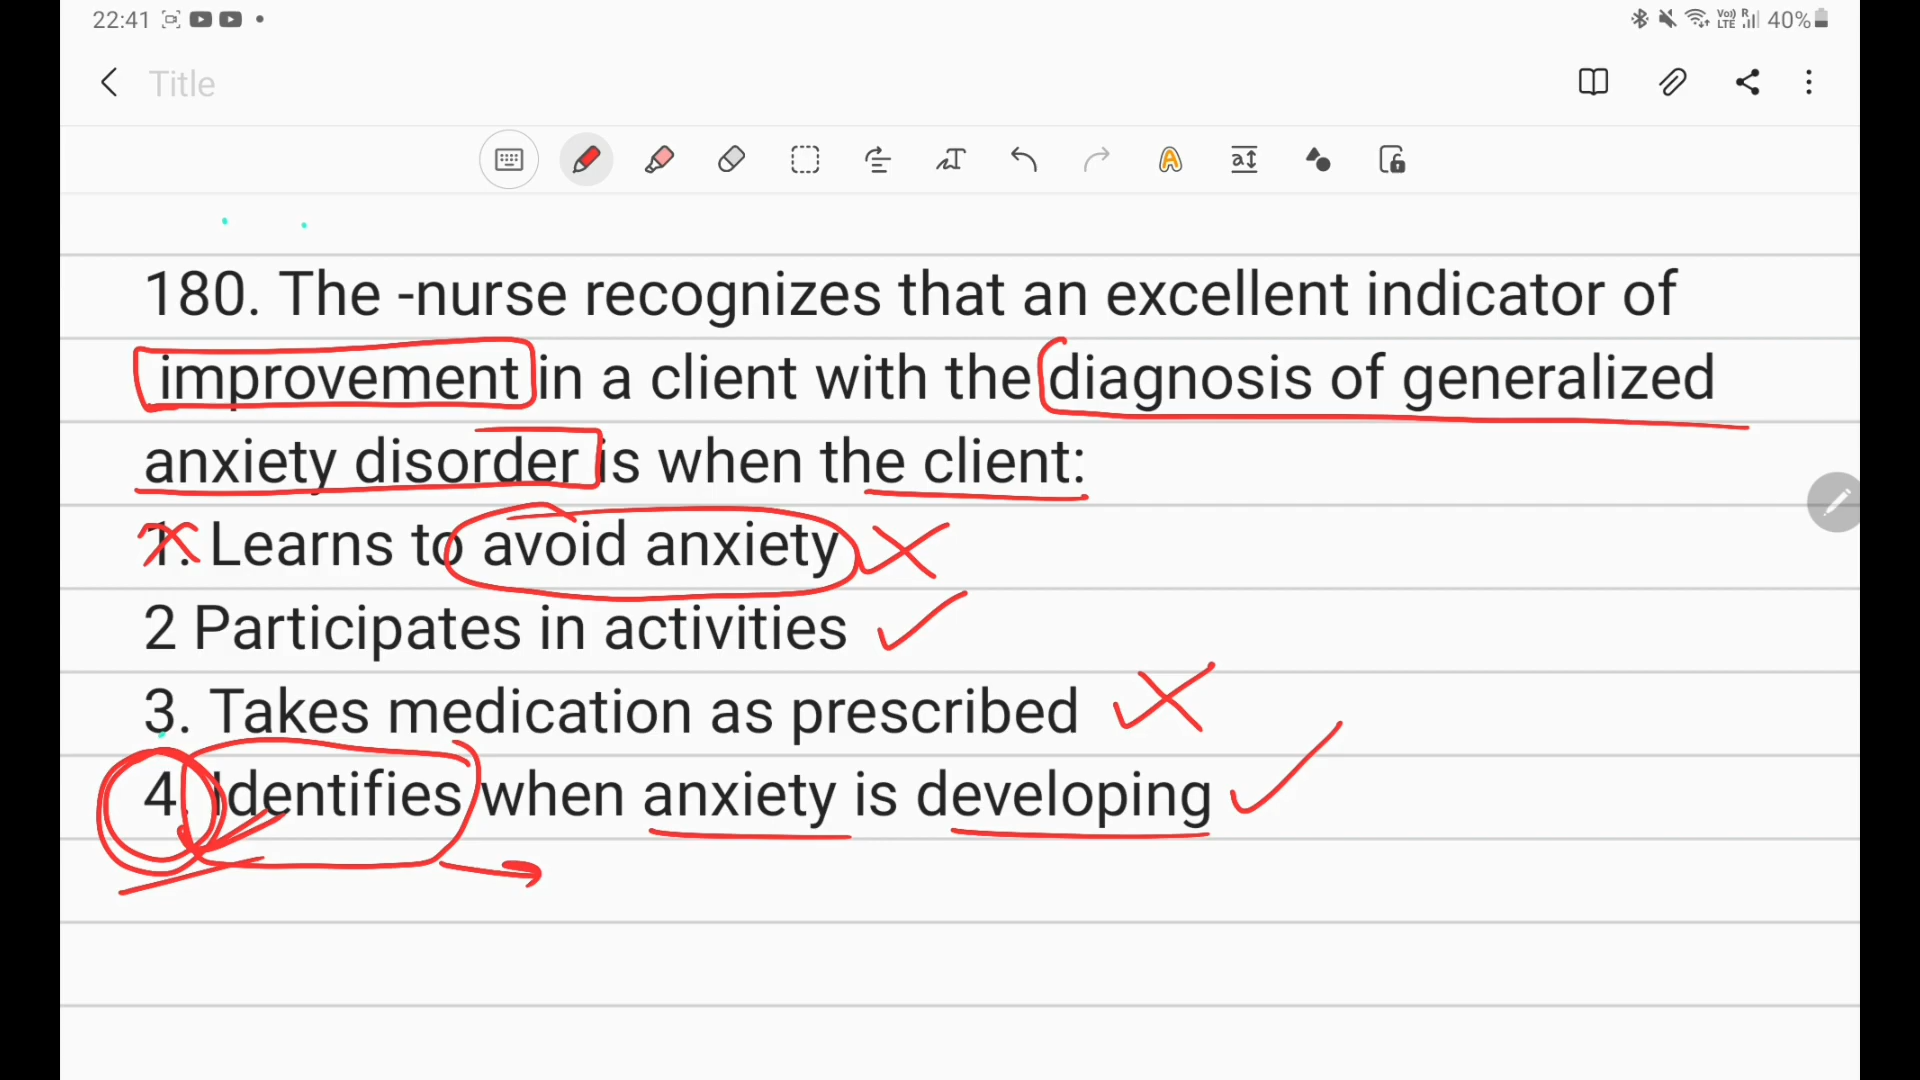 22:41
Vo) R 40%
LTE
Title
180. The -nurse recognizes that an excellent indicator of
improvement in a client with the diagnosis of generalized
anxiety disorder is when the client:
1. Learns to avoid anxiety
2 Participates in activities
3. Takes medication as prescribed
4. Identifies when anxiety is developing